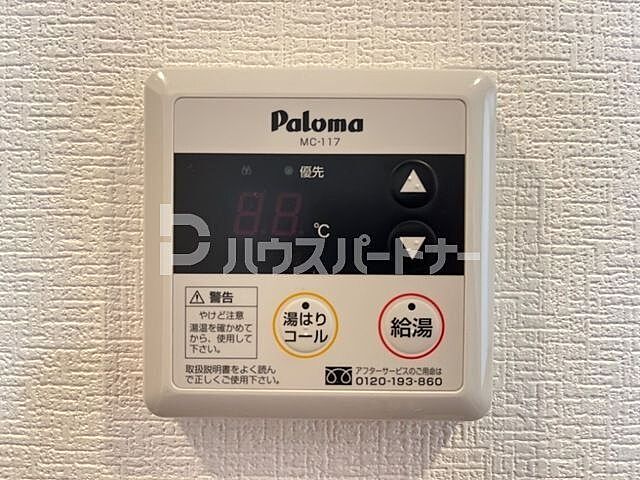 Paloma
MC-117
優先
88
℃
ハウスパートナー
警告
やけど注意
湯温を確かめて
から、使用して
下さい。
取扱説明書をよく読ん
で正しくご使用下さい。
湯はり
コール
給湯
アフターサービスのご用命は
0120-193-860